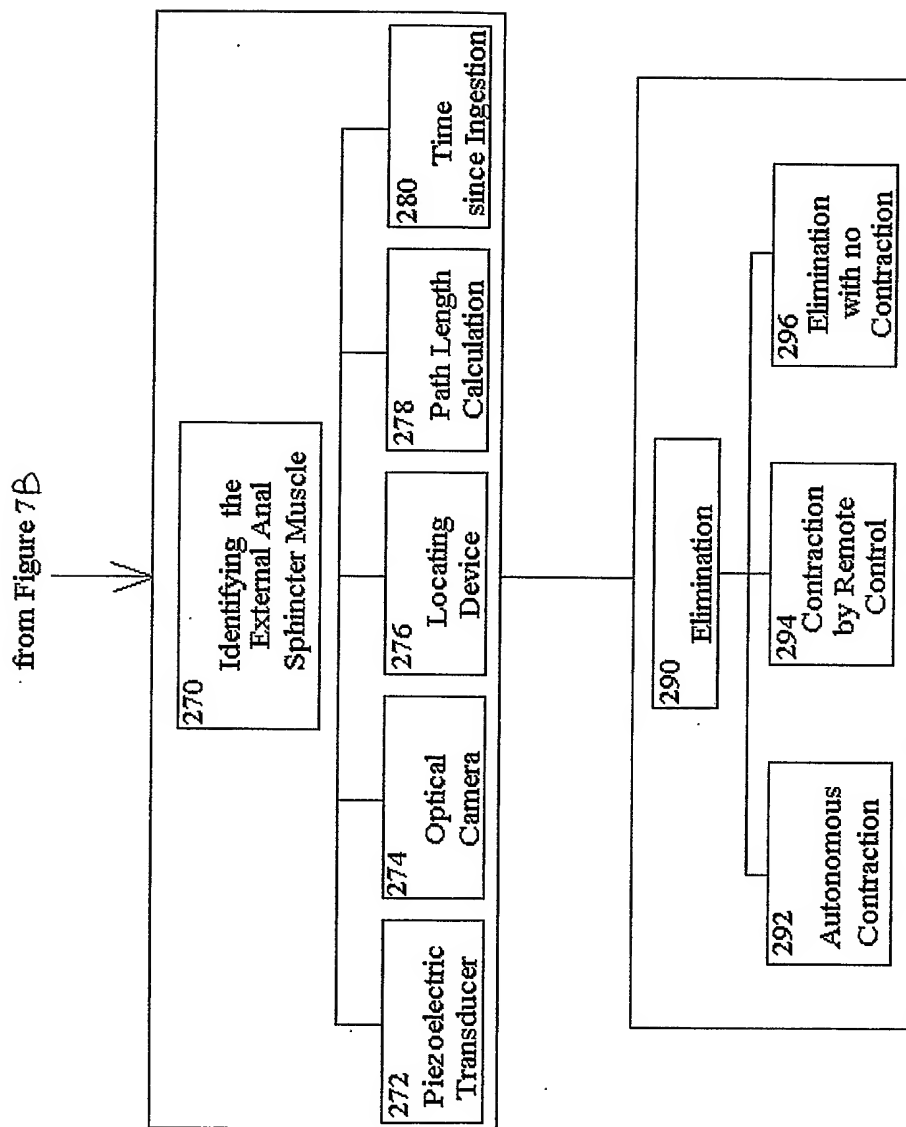 from Figure 7B
270
Identifying the
External Anal
Sphincter Muscle
272
Piezoelectric
Transducer
274
Optical
Camera
276
Locating
Device
278
Path Length
Calculation
280
Time
since Ingestion
290
Elimination
292
Autonomous
Contraction
294
Contraction
by Remote
Control
296
Elimination
with no
Contraction